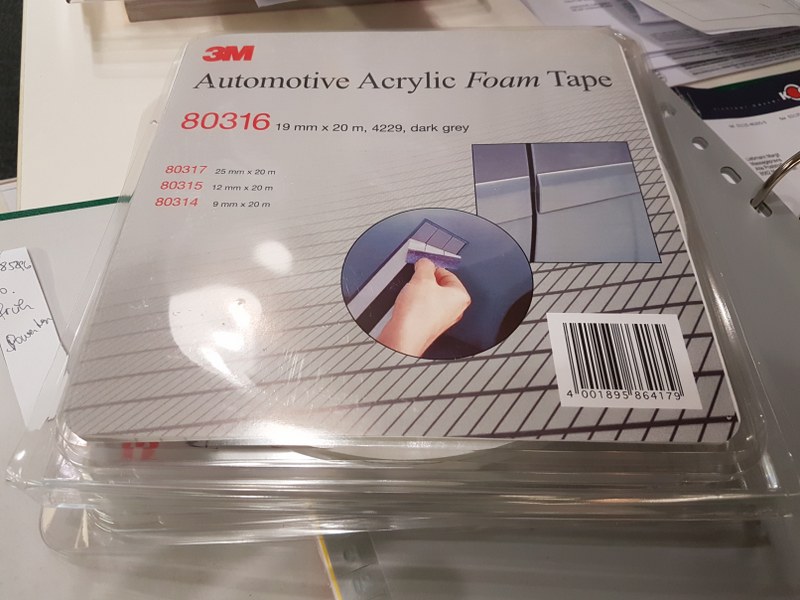 3M
Automotive Acrylic Foam Tape
80316 19 mm x 20 m, 4229, dark grey
80317 25 mm x 20 m
80315 12 mm x 20 m
80314 9 mm x 20 m
4 001895 864179